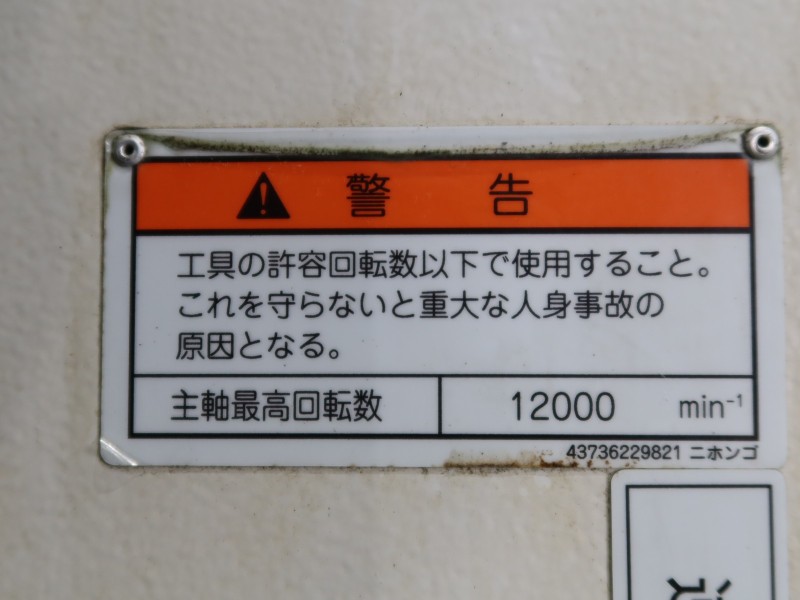 警告
工具の許容回転数以下で使用すること。
これを守らないと重大な人身事故の
原因となる。
主軸最高回転数 12000 min⁻¹
43736229821 ニホンゴ